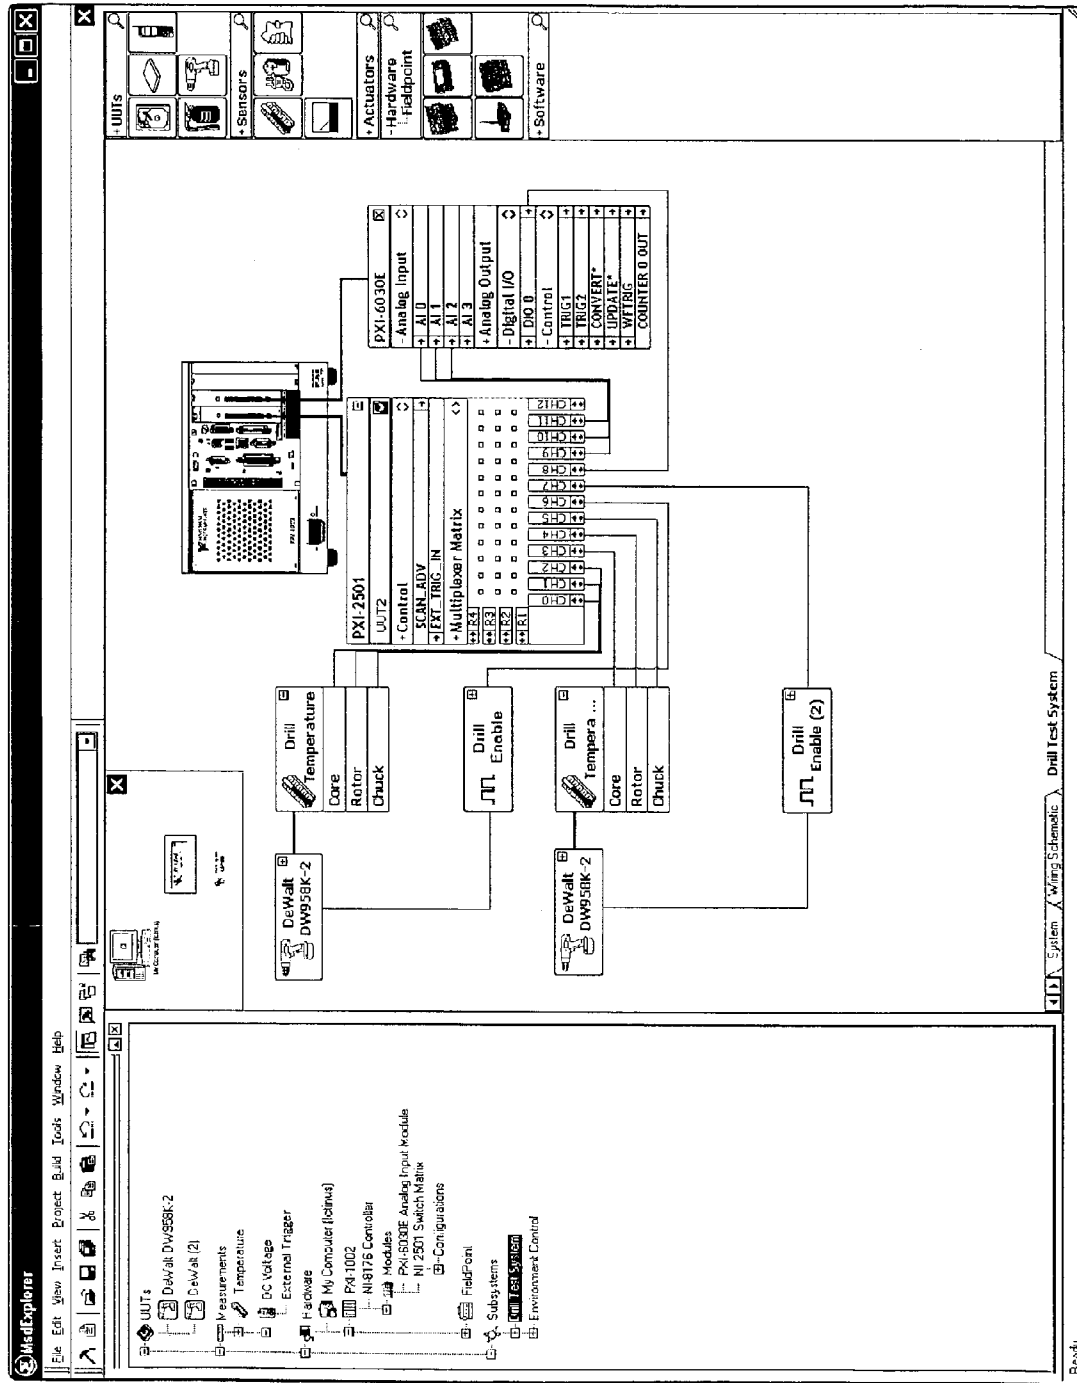 MsdExplorer
File Edit View Insert Project Build Tools Window Help
UUTs
DeWalt DW958K-2
DeWalt (2)
Measurements
Temperature
DC Voltage
External Trigger
Hardware
My Computer
PXI-1002
NI-8176 Controller
Modules
PXI-6030E Analog Input Module
NI 2501 Switch Matrix
Configurations
FieldPoint
Subsystems
Drill Test System
Environment Control
DeWalt
DW958K-2
Drill
Temperature
Core
Rotor
Chuck
Drill
Enable
DeWalt
DW958K-2
Drill
Tempera ...
Core
Rotor
Chuck
Drill
Enable (2)
PXI-2501
UUT2
+Control
SCAN_ADV
EXT_TRIG_IN
+Multiplexer Matrix
R4
R3
R2
R1
CH0 CH1 CH2 CH3 CH4 CH5 CH6 CH7 CH8 CH9 CH10 CH11 CH12
PXI-6030E
-Analog Input
AI 0
AI 1
AI 2
AI 3
+Analog Output
-Digital I/O
DIO 0
-Control
TRIG1
TRIG2
CONVERT*
UPDATE*
WFTRIG
COUNTER 0 OUT
+UUTs
+Sensors
+Actuators
-Hardware
Fieldpoint
+Software
System Wiring Schematic Drill Test System
Ready